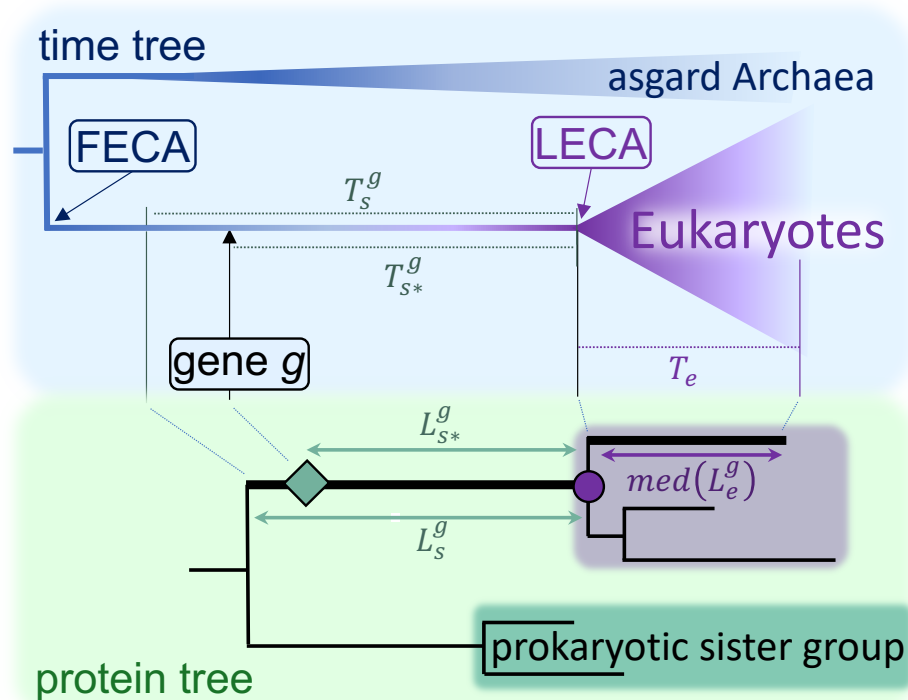 time tree
asgard Archaea
FECA
LECA
T_s^g
Eukaryotes
T_{s*}^g
gene g
T_e
L_{s*}^g
med(L_e^g)
L_s^g
prokaryotic sister group
protein tree